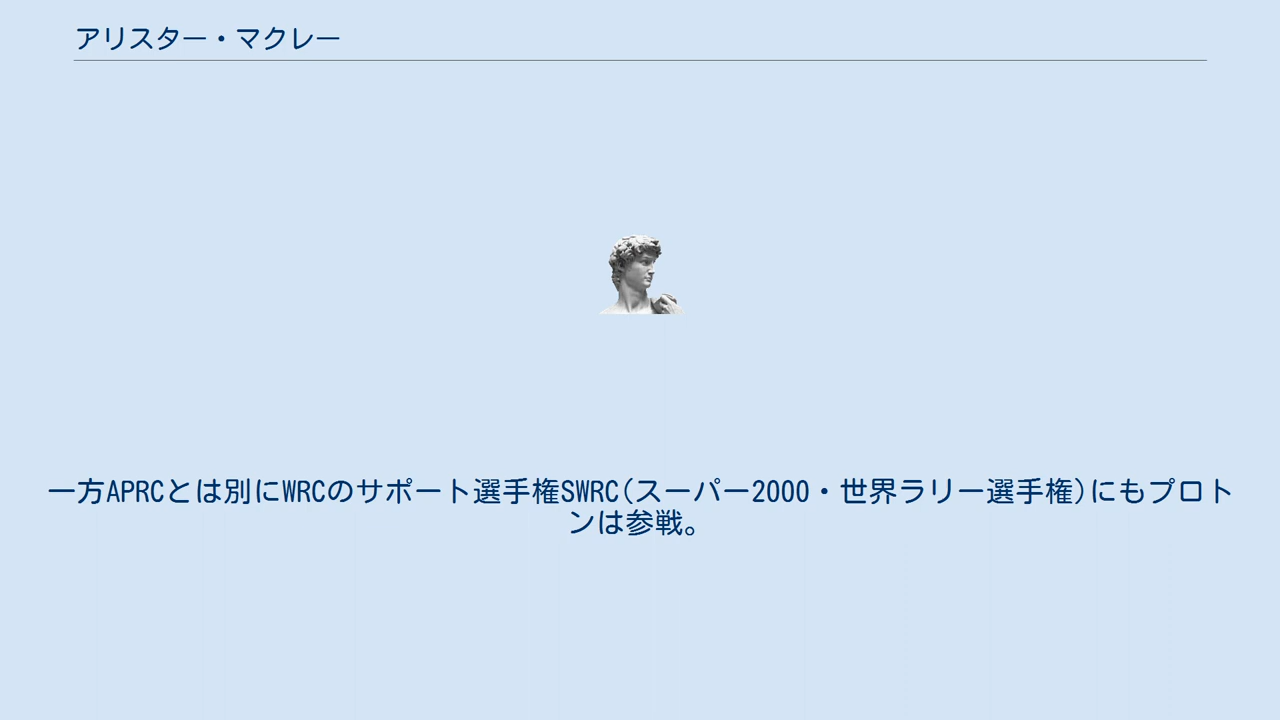 アリスター・マクレー
一方APRCとは別にWRCのサポート選手権SWRC(スーパー2000・世界ラリー選手権)にもプロト
ンは参戦。